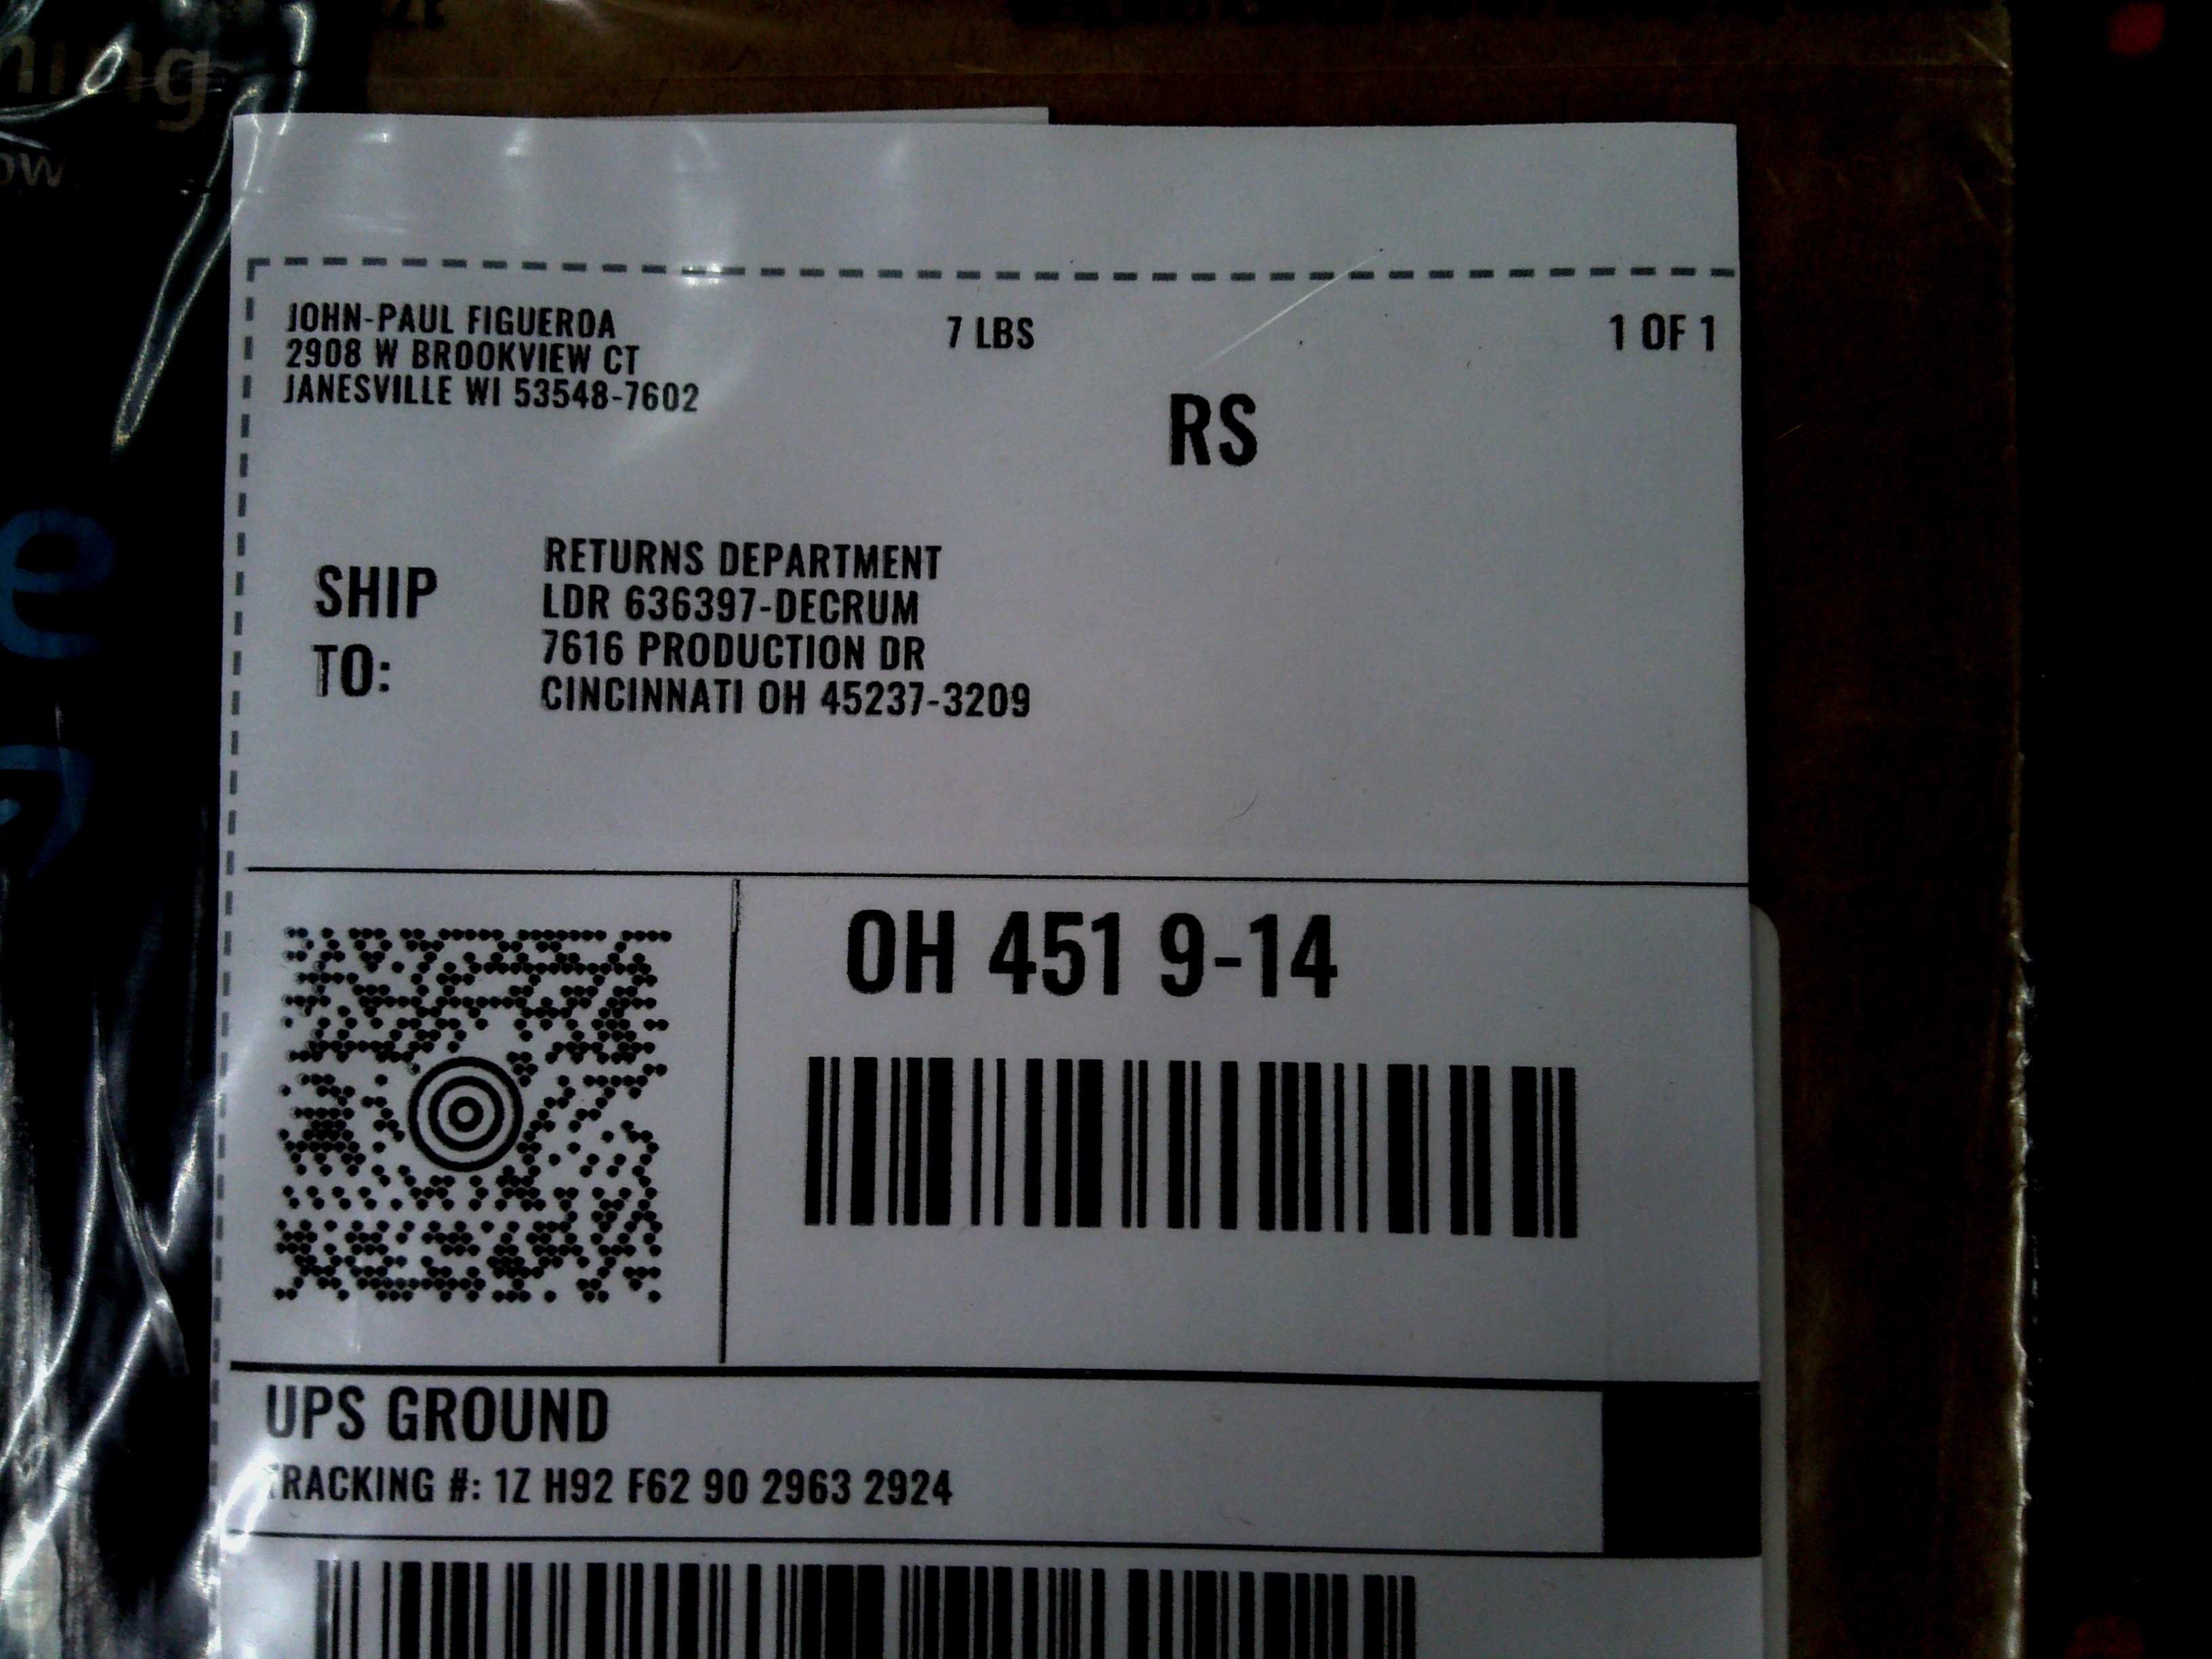 JOHN-PAUL FIGUEROA
2908 W BROOKVIEW CT
JANESVILLE WI 53548-7602
7 LBS
1 OF 1
RS
SHIP
TO:
RETURNS DEPARTMENT
LDR 636397-DECRUM
7616 PRODUCTION DR
CINCINNATI OH 45237-3209
OH 451 9-14
UPS GROUND
TRACKING #: 1Z H92 F62 90 2963 2924